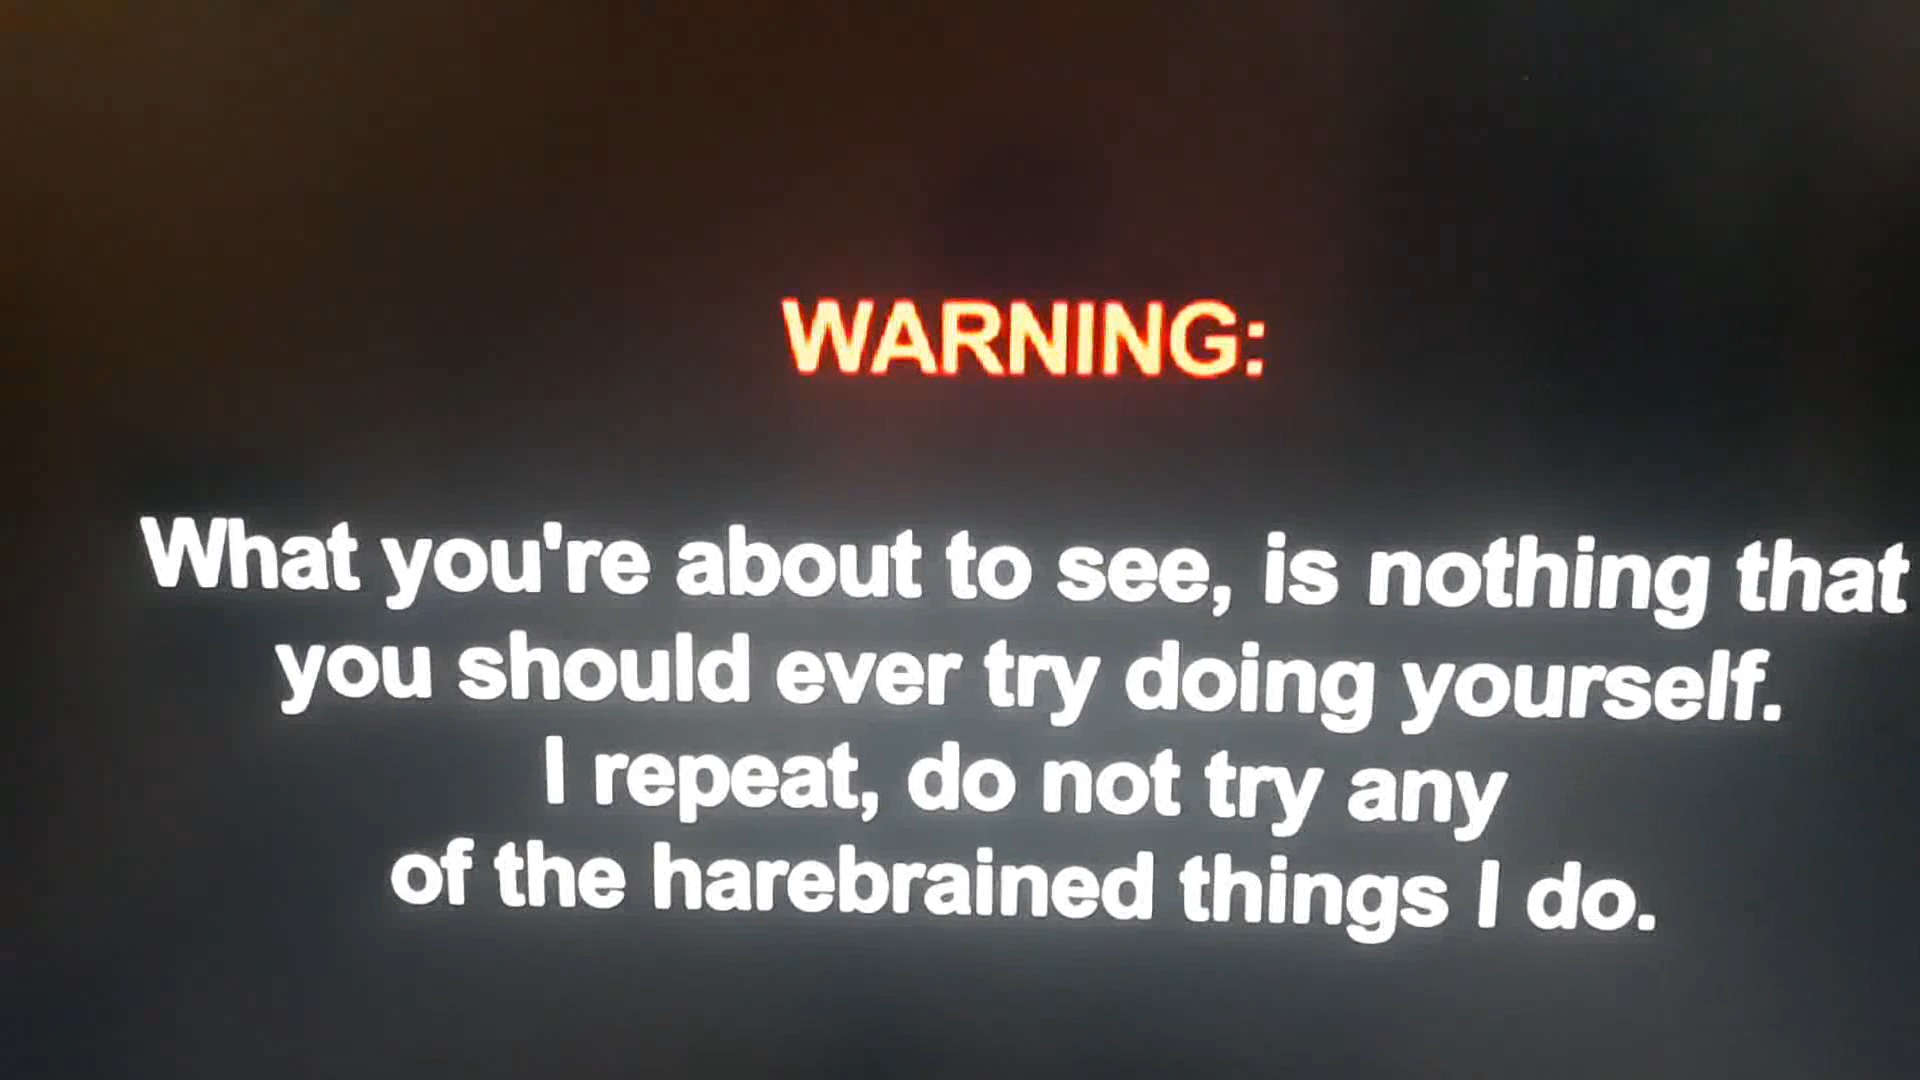 WARNING:
What you're about to see, is nothing that
you should ever try doing yourself.
I repeat, do not try any
of the harebrained things I do.